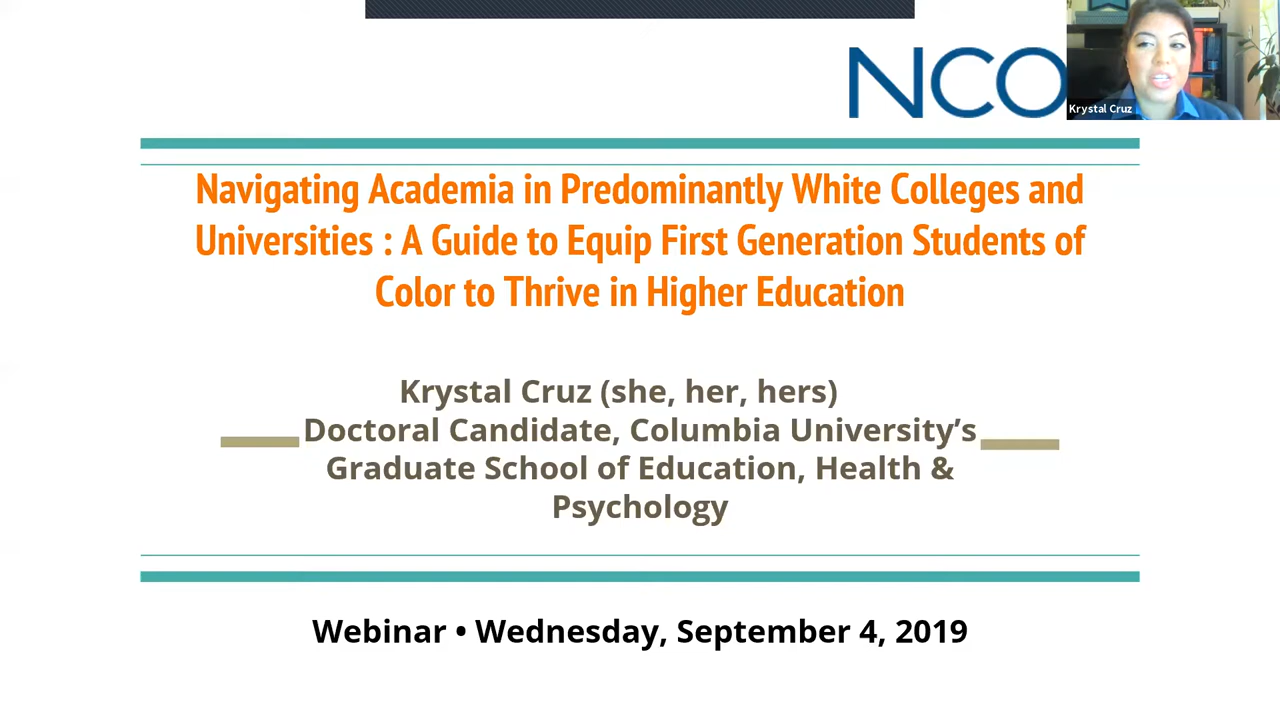 NCO
Krystal Cruz
Navigating Academia in Predominantly White Colleges and
Universities : A Guide to Equip First Generation Students of
Color to Thrive in Higher Education
Krystal Cruz (she, her, hers)
Doctoral Candidate, Columbia University’s
Graduate School of Education, Health &
Psychology
Webinar • Wednesday, September 4, 2019